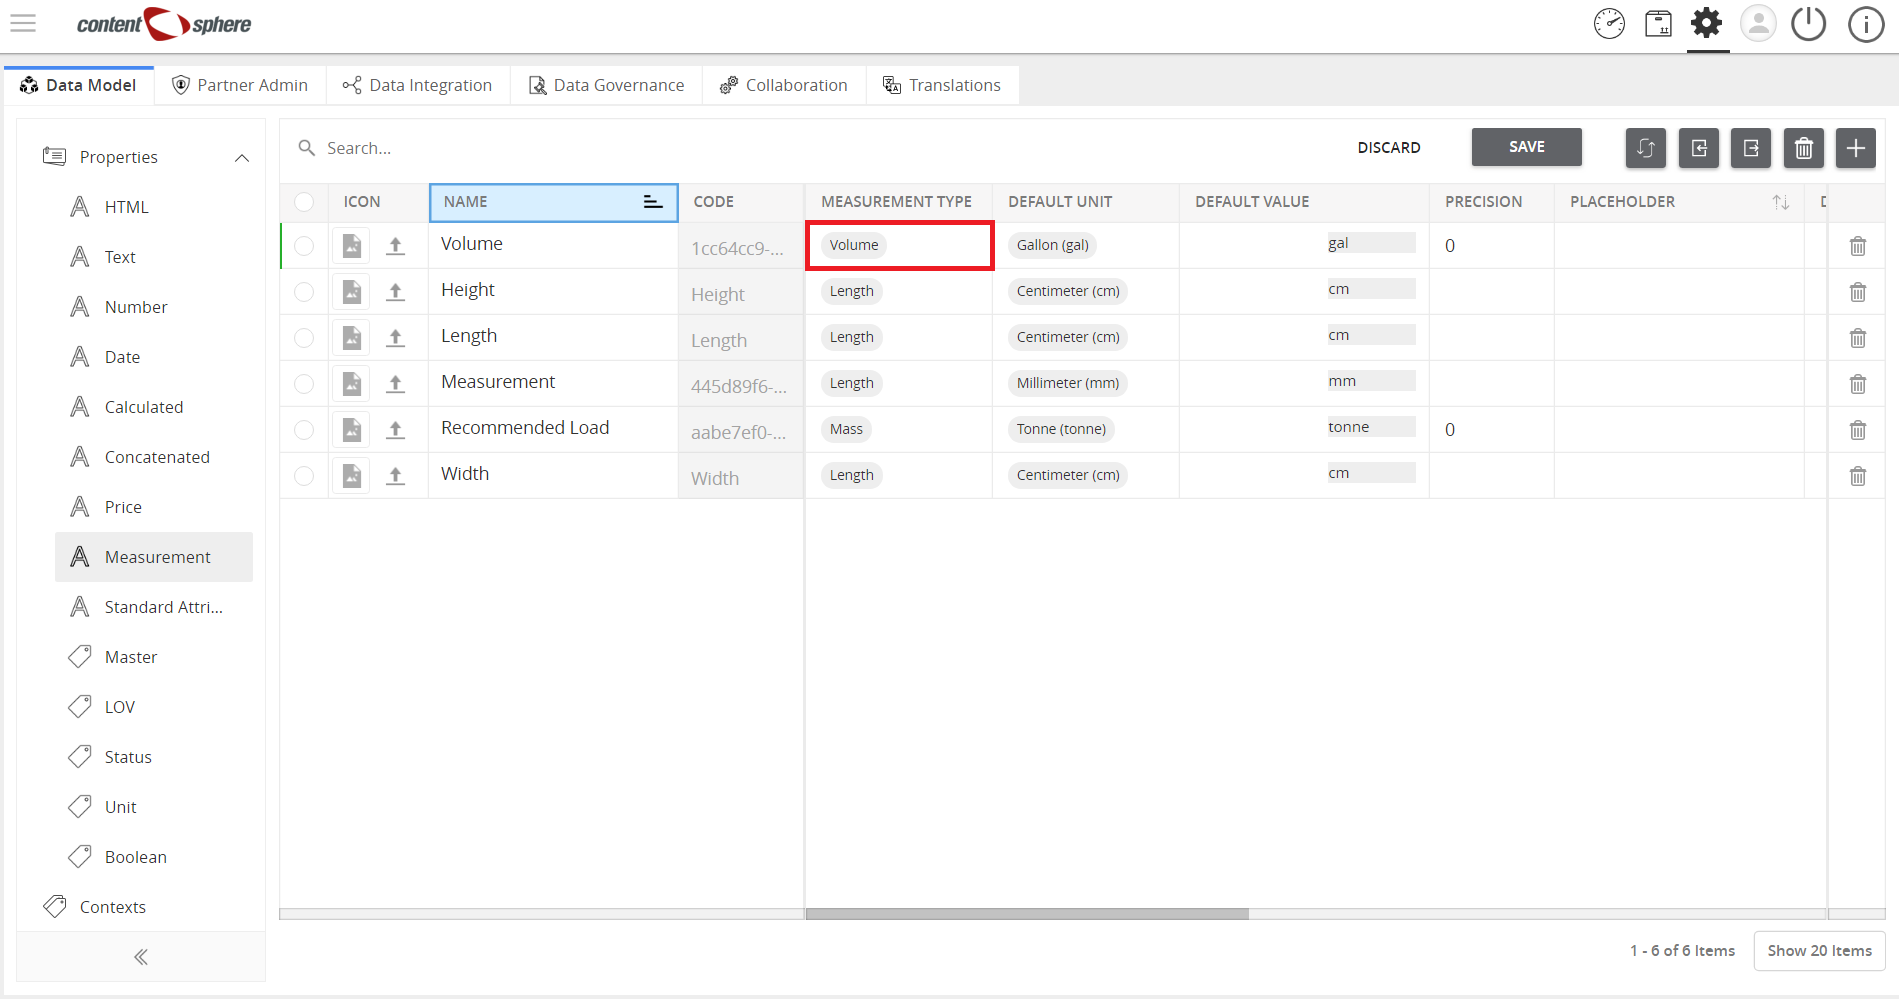 content sphere
Data Model
Partner Admin
Data Integration
Data Governance
Collaboration
Translations
Properties
HTML
Text
Number
Date
Calculated
Concatenated
Price
Measurement
Standard Attri...
Master
LOV
Status
Unit
Boolean
Contexts
Search...
DISCARD
SAVE
ICON NAME CODE MEASUREMENT TYPE DEFAULT UNIT DEFAULT VALUE PRECISION PLACEHOLDER
Volume 1cc64cc9-... Volume Gallon (gal) gal 0
Height Height Length Centimeter (cm) cm
Length Length Length Centimeter (cm) cm
Measurement 445d89f6-... Length Millimeter (mm) mm
Recommended Load aabe7ef0-... Mass Tonne (tonne) tonne 0
Width Width Length Centimeter (cm) cm
1 - 6 of 6 Items
Show 20 Items